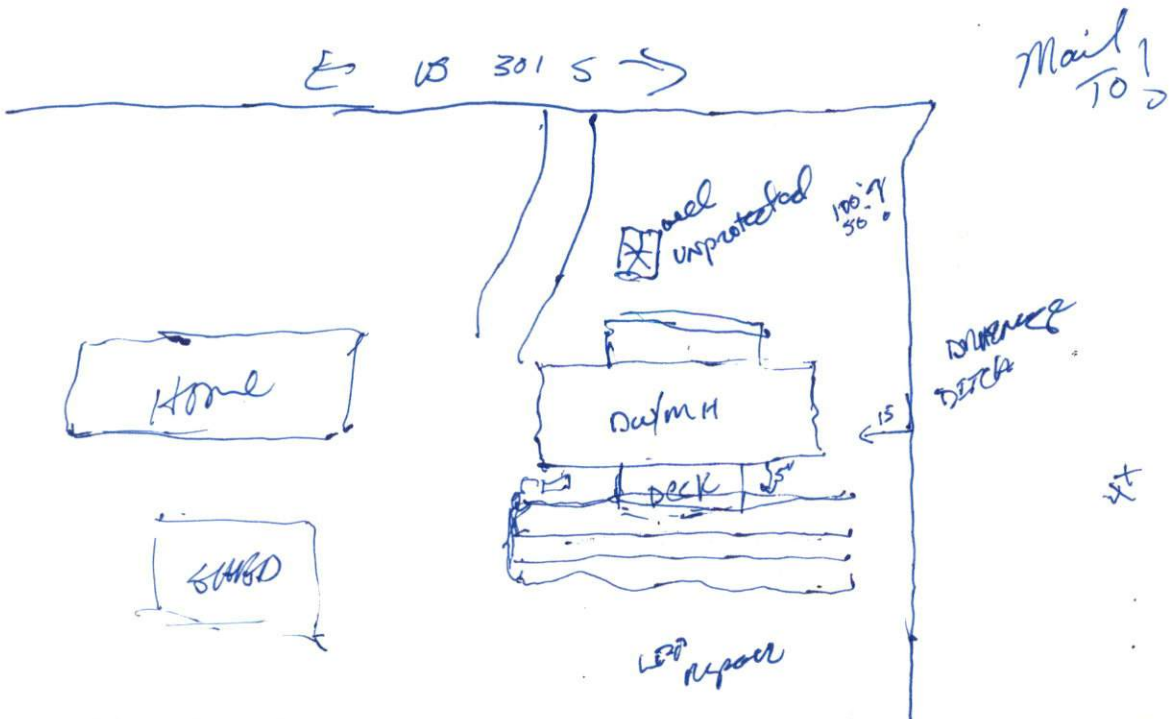 Mail
TO
US 301 S
well
unprotected
100'
50'
Home
DW/MH
15
DRAINAGE
DITCH
DECK
5'
SHED
repair